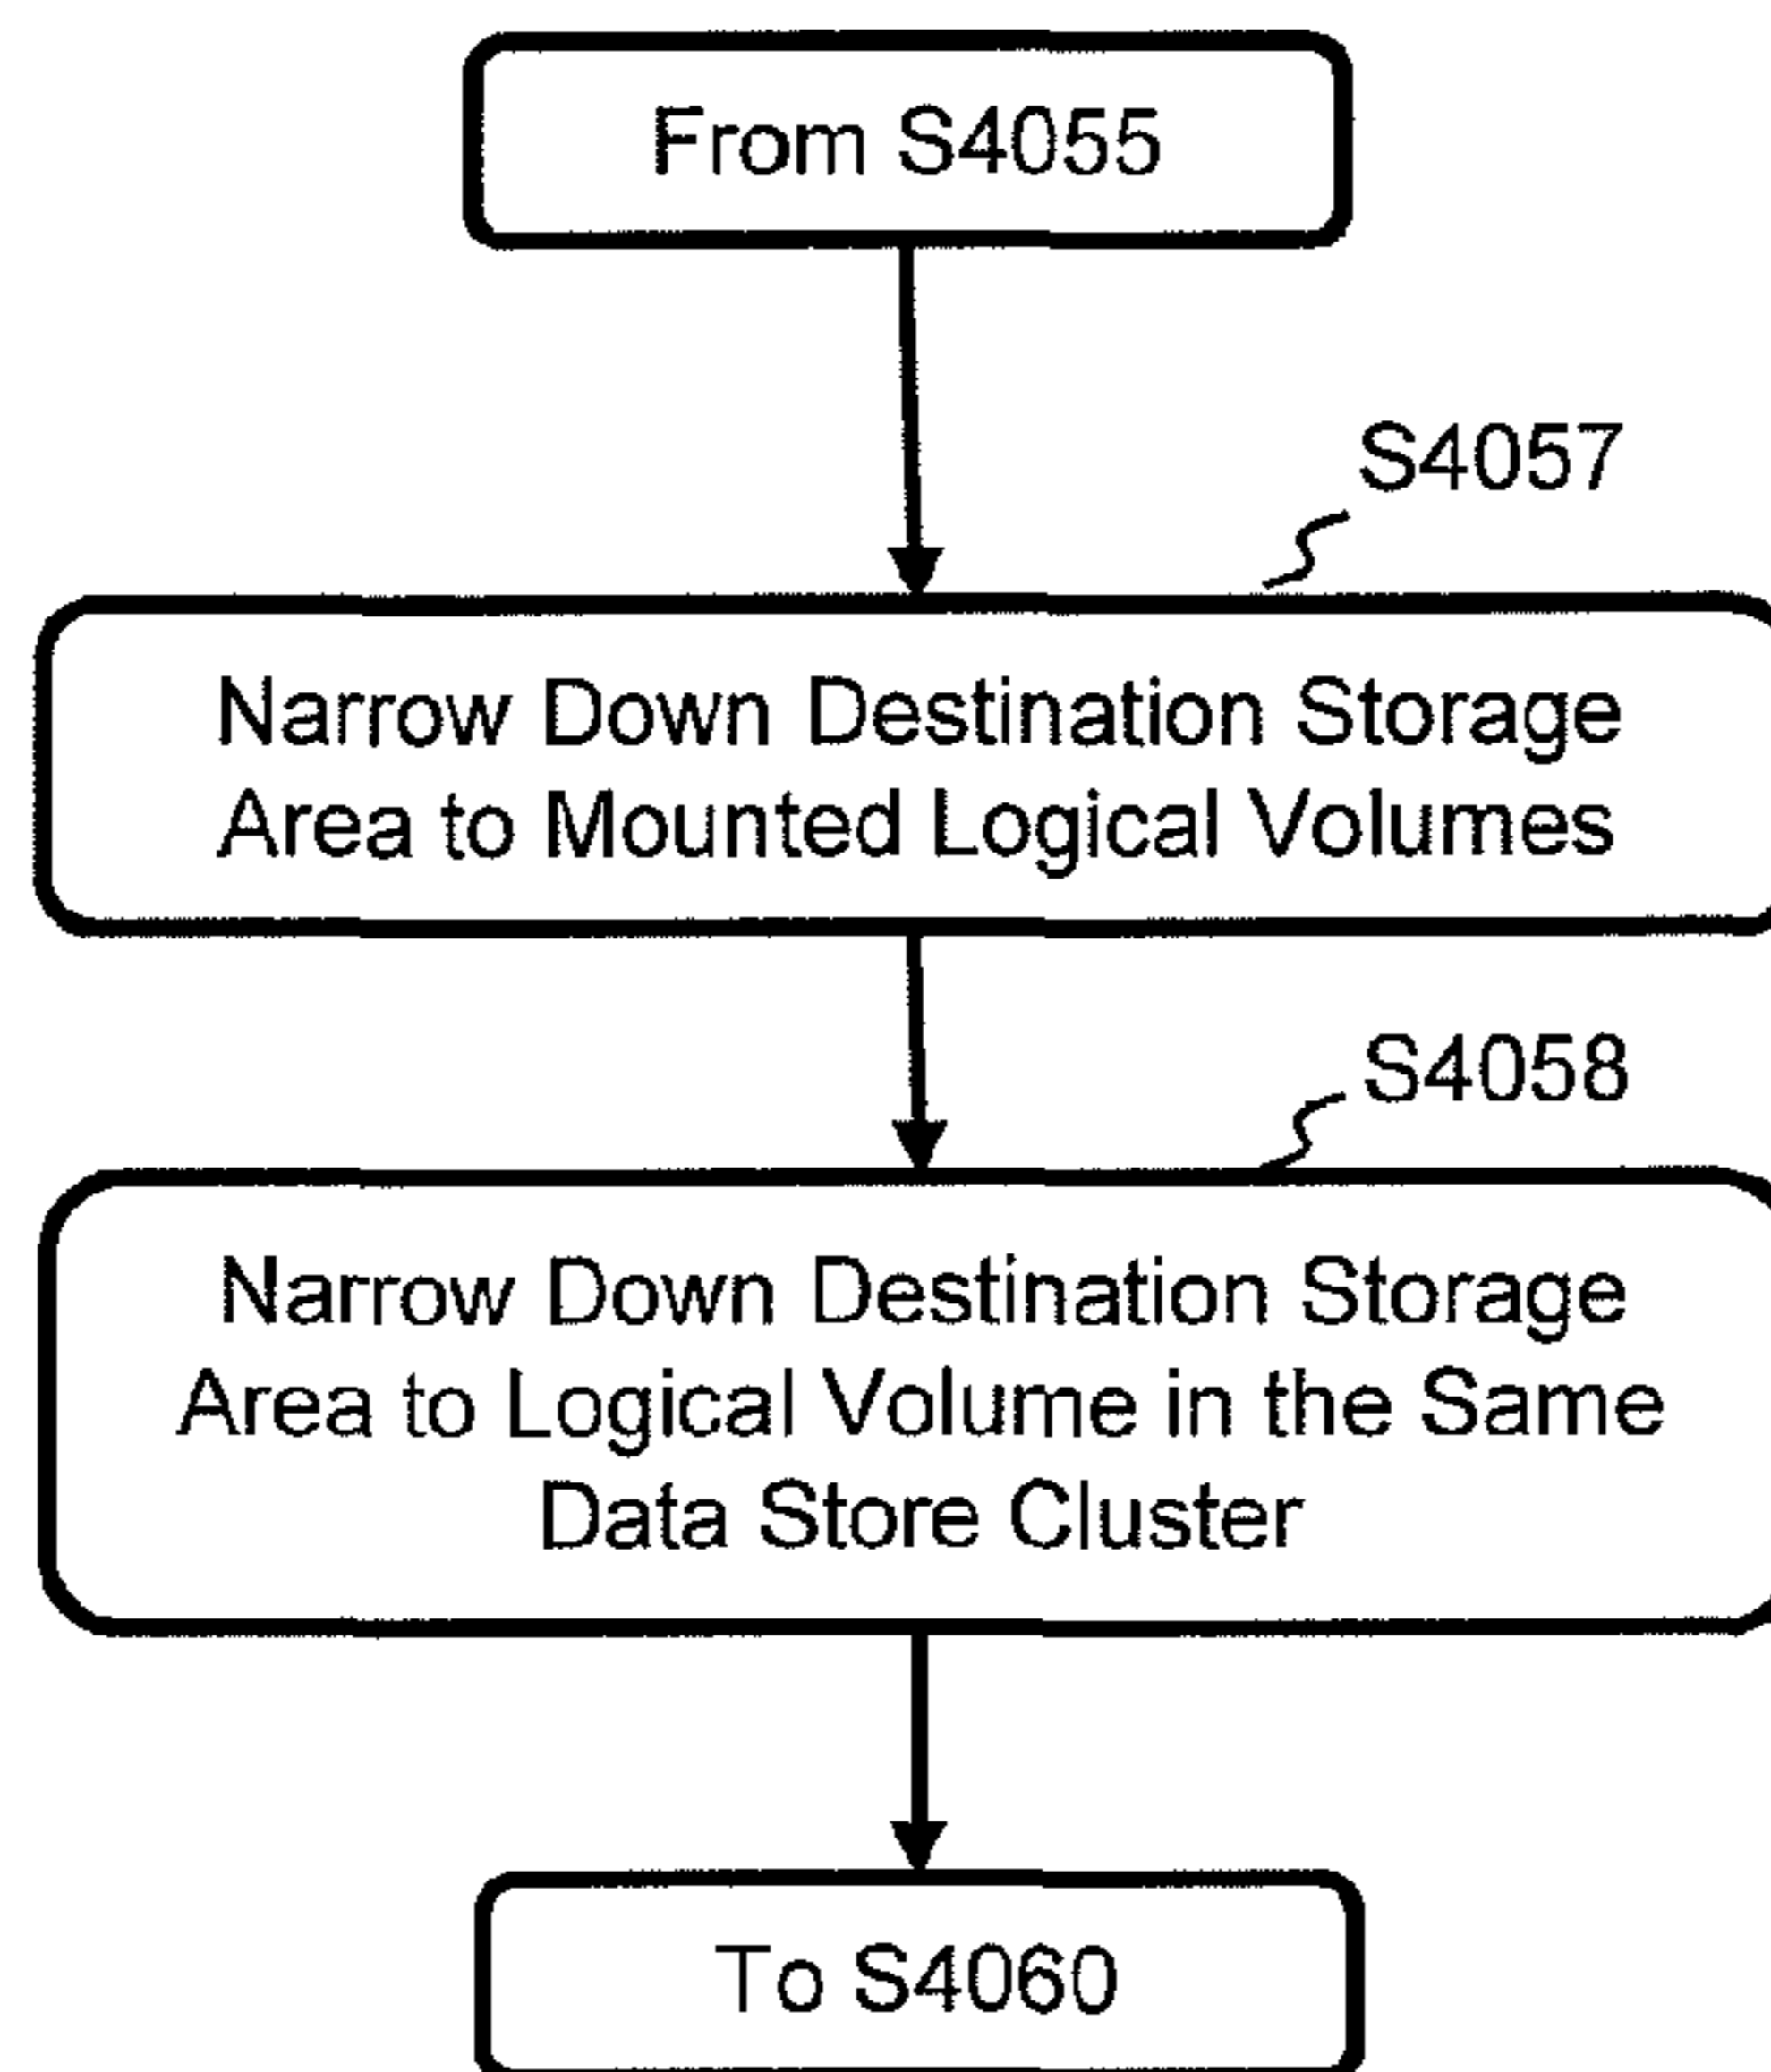 From S4055
S4057
Narrow Down Destination Storage
Area to Mounted Logical Volumes
S4058
Narrow Down Destination Storage
Area to Logical Volume in the Same
Data Store Cluster
To S4060